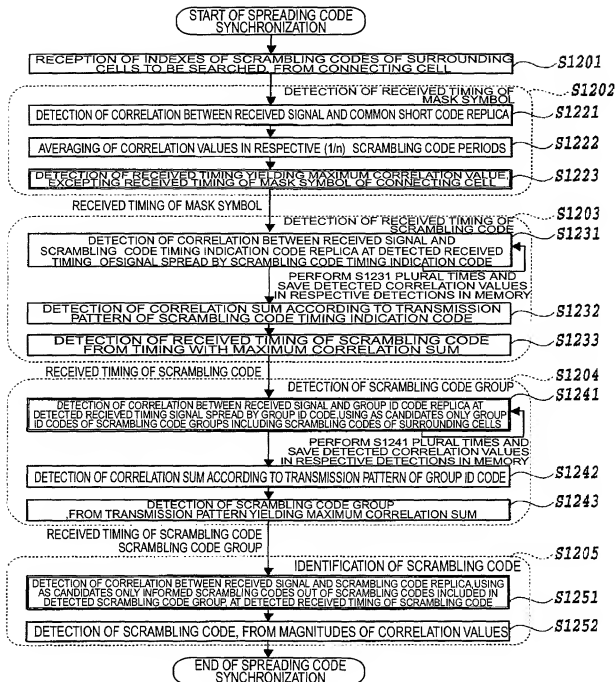 START OF SPREADING CODE
SYNCHRONIZATION
RECEPTION OF INDEXES OF SCRAMBLING CODES OF SURROUNDING
CELLS TO BE SEARCHED, FROM CONNECTING CELL
S1201
S1202
DETECTION OF RECEIVED TIMING OF
MASK SYMBOL
DETECTION OF CORRELATION BETWEEN RECEIVED SIGNAL AND COMMON SHORT CODE REPLICA
S1221
AVERAGING OF CORRELATION VALUES IN RESPECTIVE (1/n) SCRAMBLING CODE PERIODS
S1222
DETECTION OF RECEIVED TIMING YIELDING MAXIMUM CORRELATION VALUE,
EXCEPTING RECEIVED TIMING OF MASK SYMBOL OF CONNECTING CELL
S1223
RECEIVED TIMING OF MASK SYMBOL
S1203
DETECTION OF RECEIVED TIMING OF
SCRAMBLING CODE
DETECTION OF CORRELATION BETWEEN RECEIVED SIGNAL AND
SCRAMBLING CODE TIMING INDICATION CODE REPLICA AT DETECTED RECEIVED
TIMING OFSIGNAL SPREAD BY SCRAMBLING CODE TIMING INDICATION CODE
S1231
PERFORM S1231 PLURAL TIMES AND
SAVE DETECTED CORRELATION VALUES
IN RESPECTIVE DETECTIONS IN MEMORY
DETECTION OF CORRELATION SUM ACCORDING TO TRANSMISSION
PATTERN OF SCRAMBLING CODE TIMING INDICATION CODE
S1232
DETECTION OF RECEIVED TIMING OF SCRAMBLING CODE
FROM TIMING WITH MAXIMUM CORRELATION SUM
S1233
RECEIVED TIMING OF SCRAMBLING CODE
S1204
DETECTION OF SCRAMBLING CODE GROUP
DETECTION OF CORRELATION BETWEEN RECEIVED SIGNAL AND GROUP ID CODE REPLICA AT
DETECTED RECIEVED TIMING SIGNAL SPREAD BY GROUP ID CODE, USING AS CANDIDATES ONLY GROUP
ID CODES OF SCRAMBLING CODE GROUPS INCLUDING SCRAMBLING CODES OF SURROUNDING CELLS
S1241
PERFORM S1241 PLURAL TIMES AND
SAVE DETECTED CORRELATION VALUES
IN RESPECTIVE DETECTIONS IN MEMORY
DETECTION OF CORRELATION SUM ACCORDING TO TRANSMISSION PATTERN OF GROUP ID CODE
S1242
DETECTION OF SCRAMBLING CODE GROUP
,FROM TRANSMISSION PATTERN YIELDING MAXIMUM CORRELATION SUM
S1243
RECEIVED TIMING OF SCRAMBLING CODE
SCRAMBLING CODE GROUP
S1205
IDENTIFICATION OF SCRAMBLING CODE
DETECTION OF CORRELATION BETWEEN RECEIVED SIGNAL AND SCRAMBLING CODE REPLICA, USING
AS CANDIDATES ONLY INFORMED SCRAMBLING CODES OUT OF SCRAMBLING CODES INCLUDED IN
DETECTED SCRAMBLING CODE GROUP, AT DETECTED RECEIVED TIMING OF SCRAMBLING CODE
S1251
DETECTION OF SCRAMBLING CODE, FROM MAGNITUDES OF CORRELATION VALUES
S1252
END OF SPREADING CODE
SYNCHRONIZATION